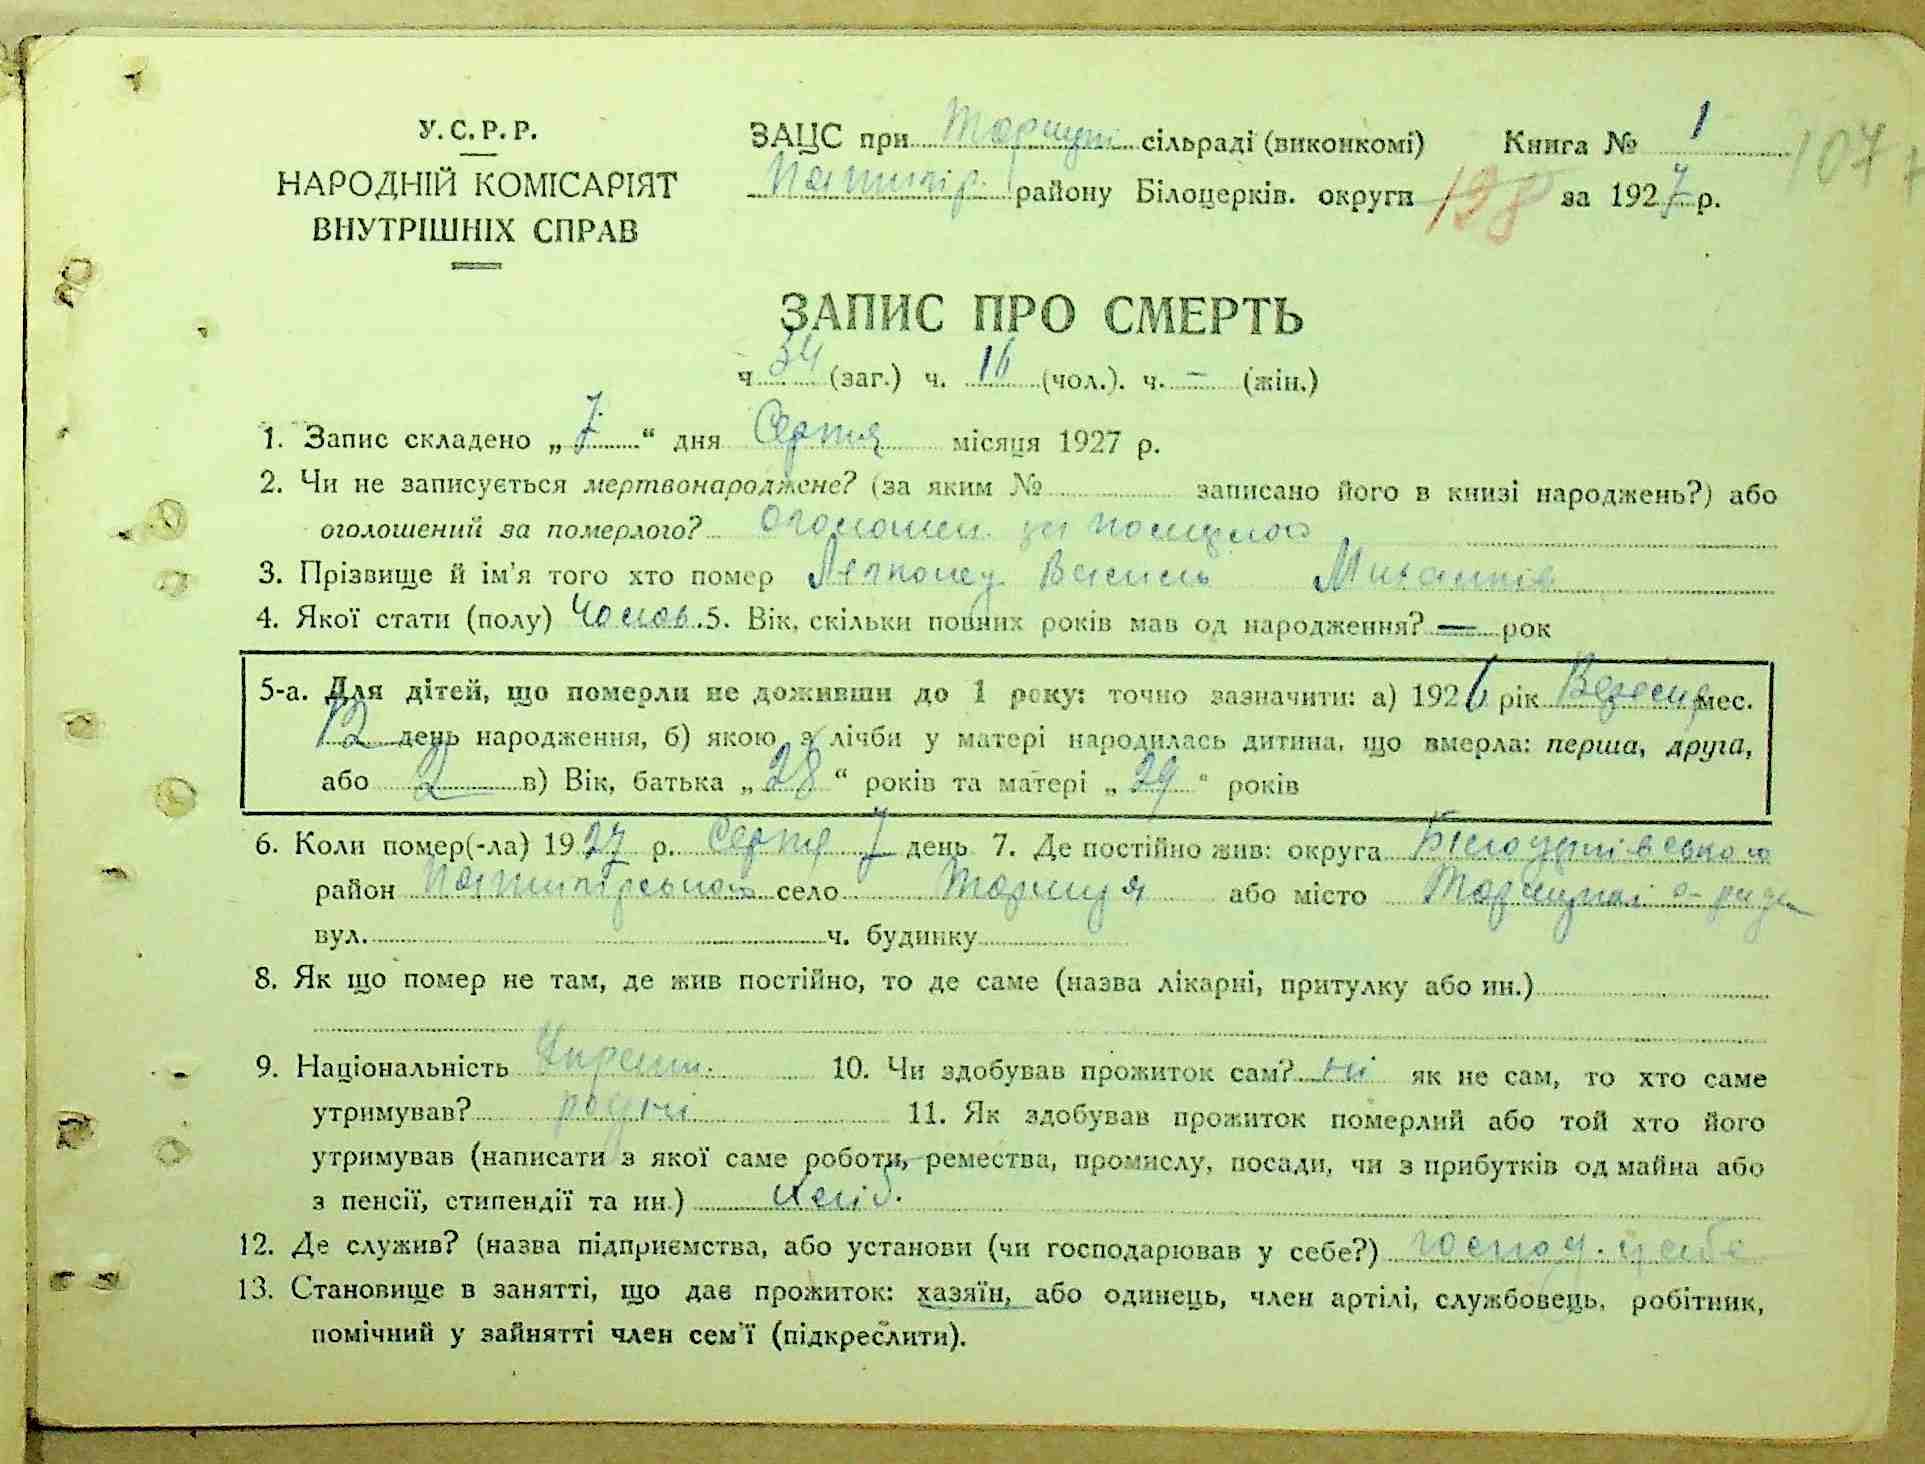 У. С. Р. Р.
НАРОДНІЙ КОМІСАРІЯТ
ВНУТРІШНІХ СПРАВ
ЗАЦС при сільраді (виконкомі) Книга № 1
району Білоцерків. округи 198 за 1927 р.
107
ЗАПИС ПРО СМЕРТЬ
ч 34 (заг.) ч. 16 (чол.). ч. – (жін.)
1. Запис складено „ 7 “ дня Серпня місяця 1927 р.
2. Чи не записується мертвонароджене? (за яким № записано його в книзі народжень?) або
оголошений за померлого? оголошен. за
3. Прізвище й ім'я того хто помер Василь
4. Якої стати (полу) Чолов. 5. Вік, скільки повних років мав од народження? — рок
5-а. Для дітей, що померли не доживши до 1 року: точно зазначити: а) 1926 рік Вересня мес.
12 день народження, б) якою з лічби у матері народилась дитина, що вмерла: перша, друга,
або 2 в) Вік, батька „ 28 “ років та матері „ 29 “ років
6. Коли помер(-ла) 1927 р. Серпня 7 день 7. Де постійно жив: округа
район село або місто
вул. ч. будинку
8. Як що помер не там, де жив постійно, то де саме (назва лікарні, притулку або ин.)
9. Національність Украін. 10. Чи здобував прожиток сам? ні як не сам, то хто саме
утримував? родичі 11. Як здобував прожиток померлий або той хто його
утримував (написати з якої саме роботи, ремества, промислу, посади, чи з прибутків од майна або
з пенсії, стипендії та ин.) хліб.
12. Де служив? (назва підприємства, або установи (чи господарював у себе?) господ. у себе
13. Становище в занятті, що дає прожиток: хазяїн, або одинець, член артілі, службовець, робітник,
помічний у зайнятті член сем'ї (підкреслити).